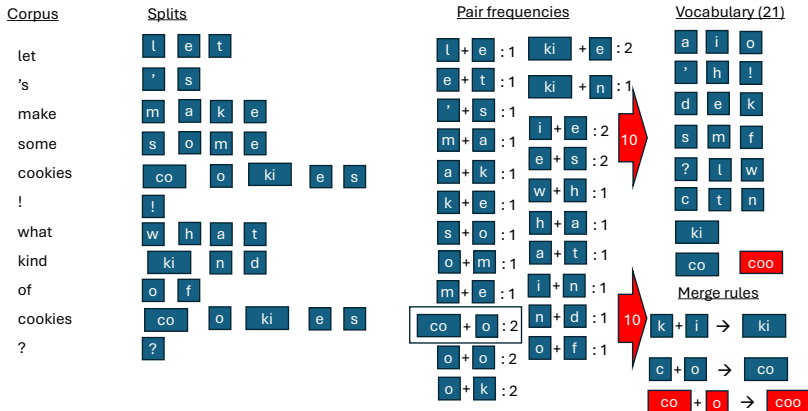 Corpus Splits Pair frequencies Vocabulary (21)
let l e t
's ' s
make m a k e
some s o m e
cookies co o ki e s
! !
what w h a t
kind ki n d
of o f
cookies co o ki e s
? ?
l + e : 1
e + t : 1
' + s : 1
m + a : 1
a + k : 1
k + e : 1
s + o : 1
o + m : 1
m + e : 1
co + o : 2
o + o : 2
o + k : 2
ki + e : 2
ki + n : 1
i + e : 2
e + s : 2
w + h : 1
h + a : 1
a + t : 1
i + n : 1
n + d : 1
o + f : 1
10
10
a i o
' h !
d e k
s m f
? l w
c t n
ki
co coo
Merge rules
k + i → ki
c + o → co
co + o → coo